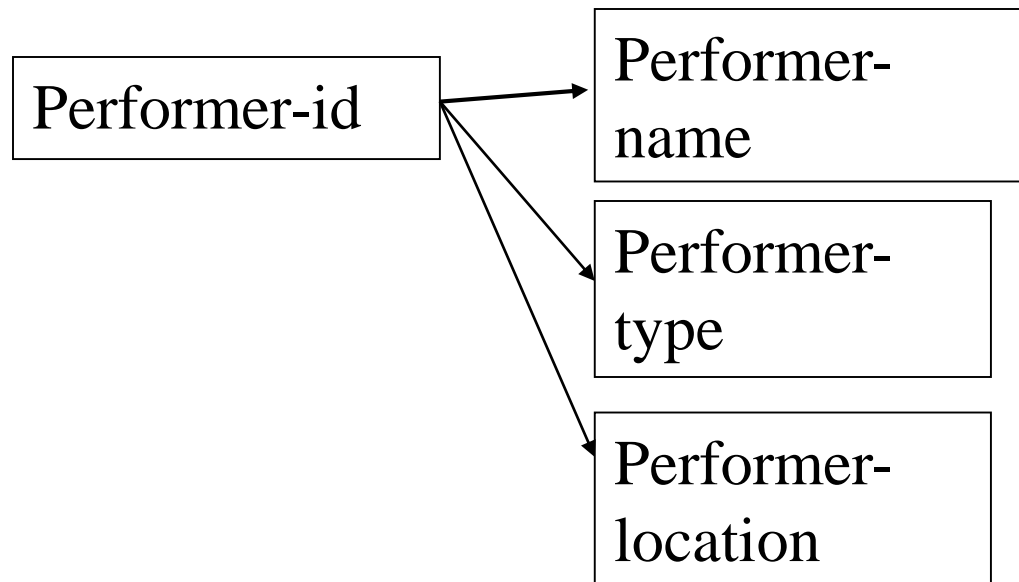 Performer-id
Performer-
name
Performer-
type
Performer-
location